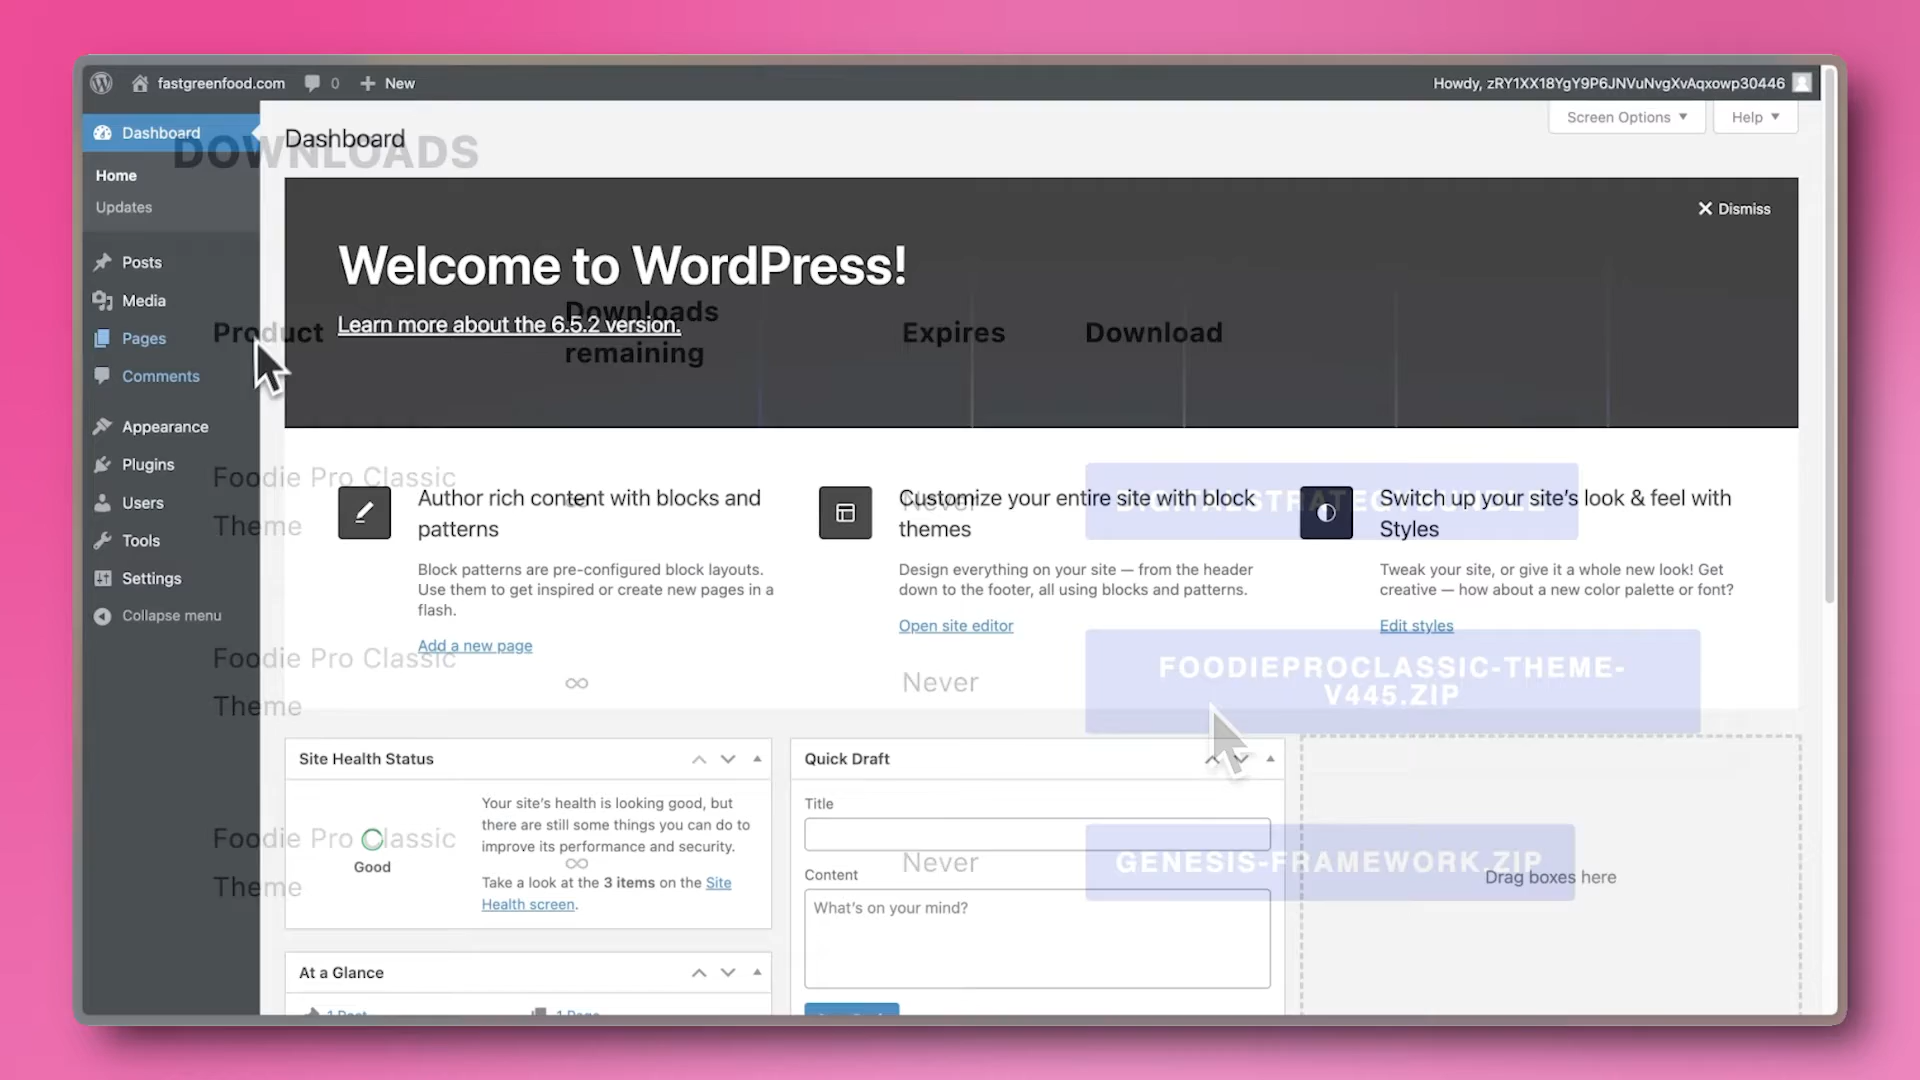 fastgreenfood.com
0
New
Howdy, zRY1XX18YgY9P6JNVuNvgXvAqxowp30446
Dashboard
Home
Updates
Posts
Media
Pages
Comments
Appearance
Plugins
Users
Tools
Settings
Collapse menu
Screen Options
Help
Dashboard
DOWNLOADS
Dismiss
Welcome to WordPress!
Learn more about the 6.5.2 version.
Product
Downloads
remaining
Expires
Download
Author rich content with blocks and
patterns
Block patterns are pre-configured block layouts.
Use them to get inspired or create new pages in a
flash.
Add a new page
Customize your entire site with block
themes
Design everything on your site — from the header
down to the footer, all using blocks and patterns.
Open site editor
Switch up your site's look & feel with
Styles
Tweak your site, or give it a whole new look! Get
creative — how about a new color palette or font?
Edit styles
Foodie Pro Classic
Theme
∞
Never
Foodie Pro Classic
Theme
∞
Never
FOODIEPROCLASSIC-THEME-
V445.ZIP
Foodie Pro Classic
Theme
∞
Never
GENESIS-FRAMEWORK.ZIP
Site Health Status
Good
Your site's health is looking good, but
there are still some things you can do to
improve its performance and security.
Take a look at the 3 items on the Site
Health screen.
At a Glance
1 Post
1 Page
Quick Draft
Title
Content
What's on your mind?
Drag boxes here